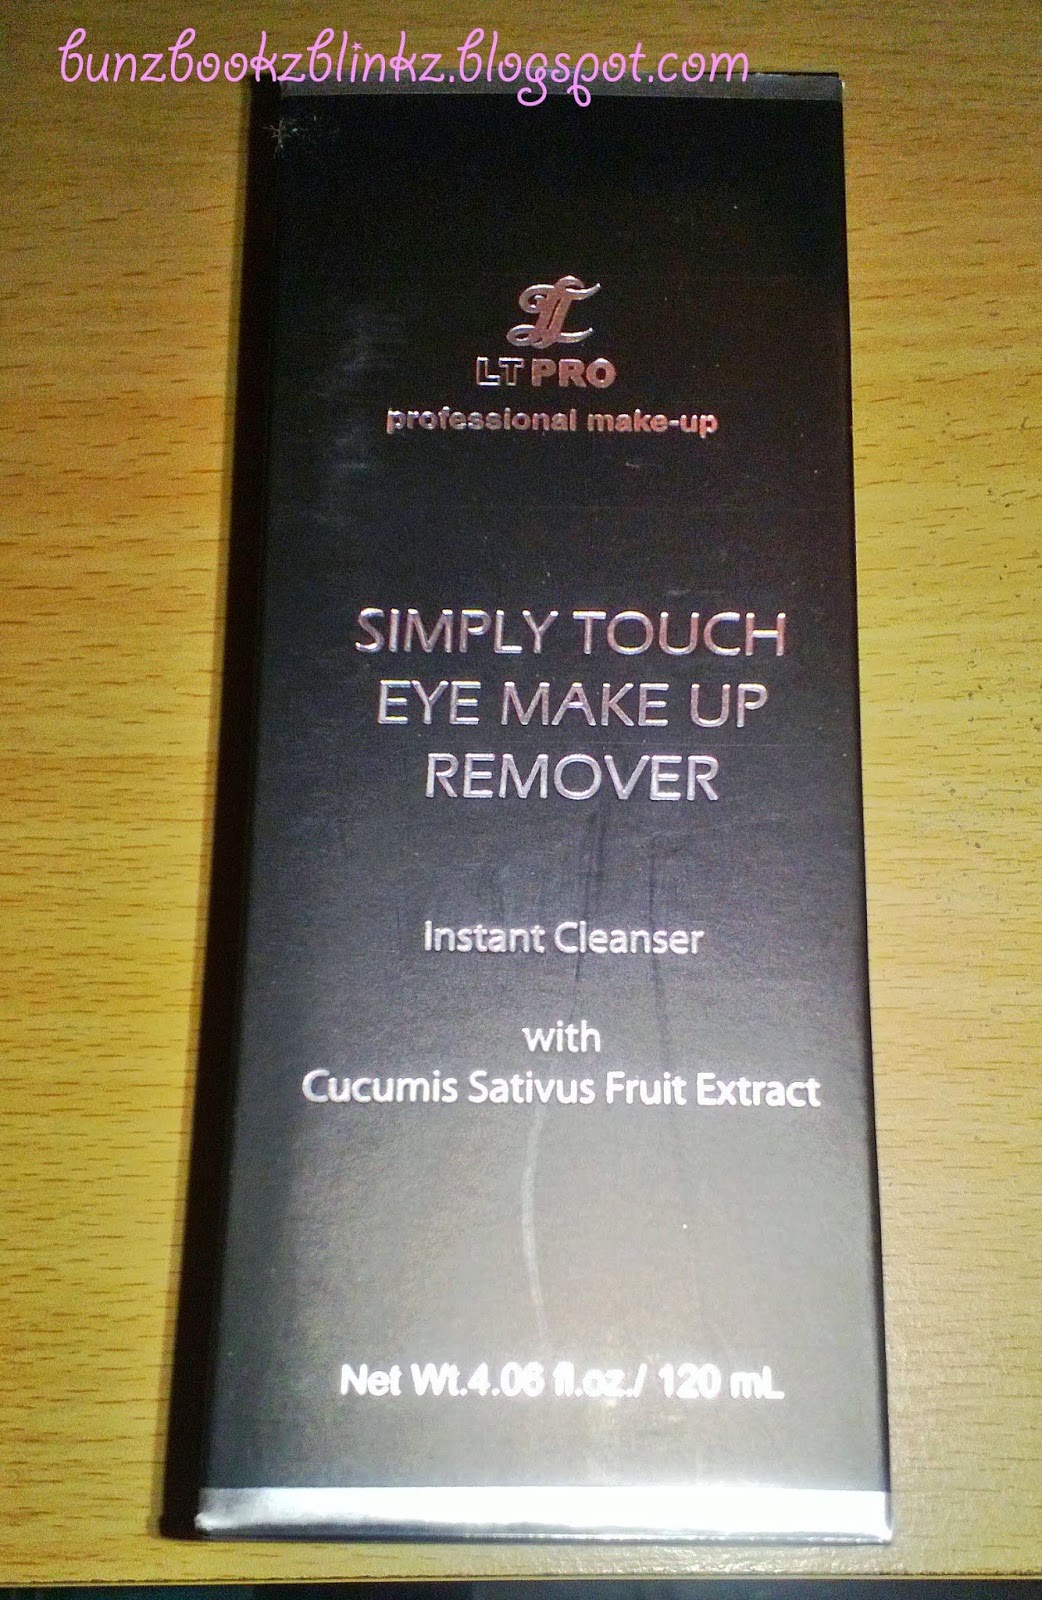 bunzbookzblinkz.blogspot.com
LT PRO
professional make-up
SIMPLY TOUCH
EYE MAKE UP
REMOVER
Instant Cleanser
with
Cucumis Sativus Fruit Extract
Net Wt.4.06 fl.oz./ 120 mL